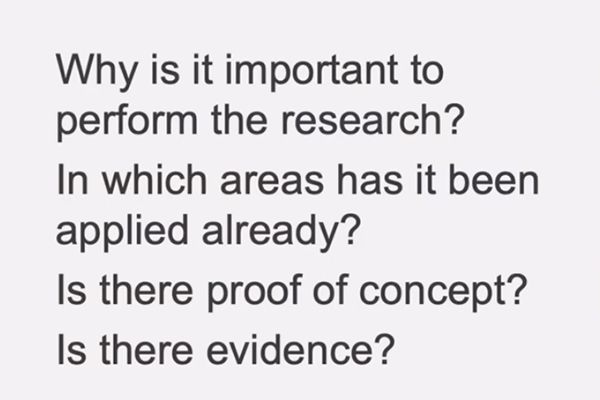 Why is it important to
perform the research?
In which areas has it been
applied already?
Is there proof of concept?
Is there evidence?